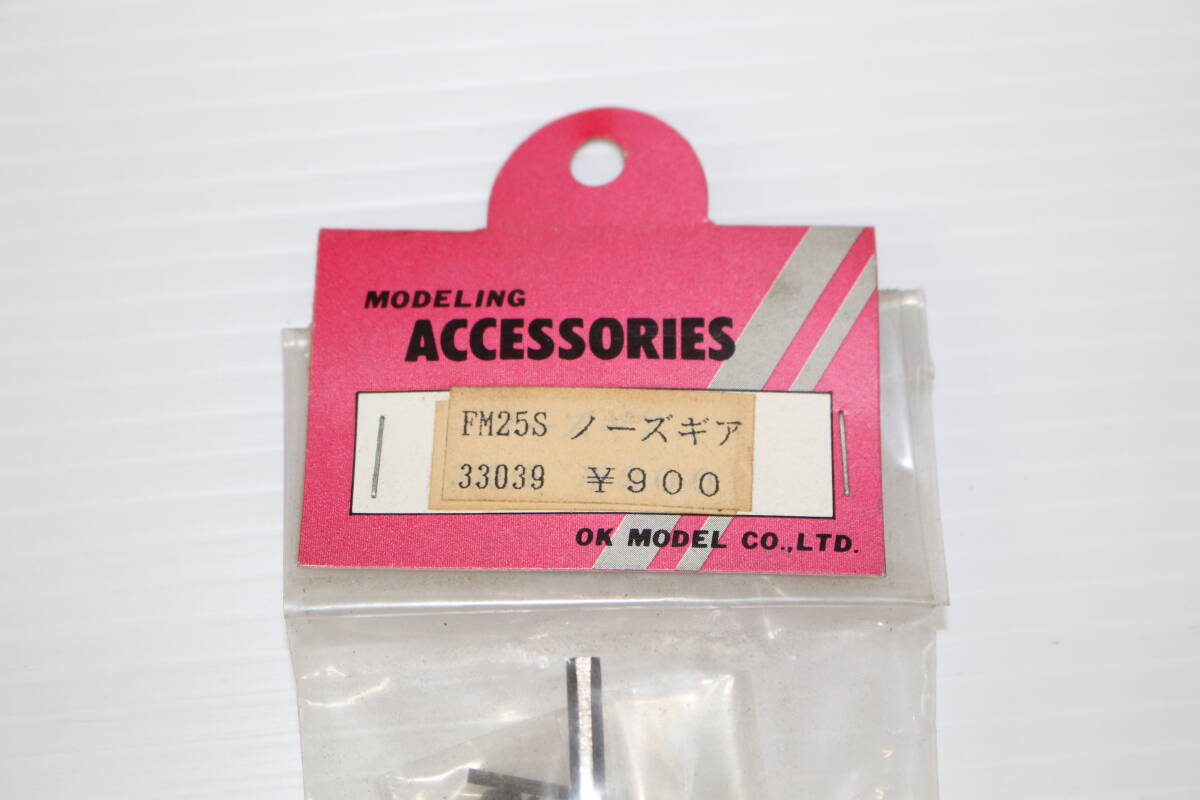 MODELING
ACCESSORIES
FM25S ノーズギア
33039 ¥900
OK MODEL CO.,LTD.